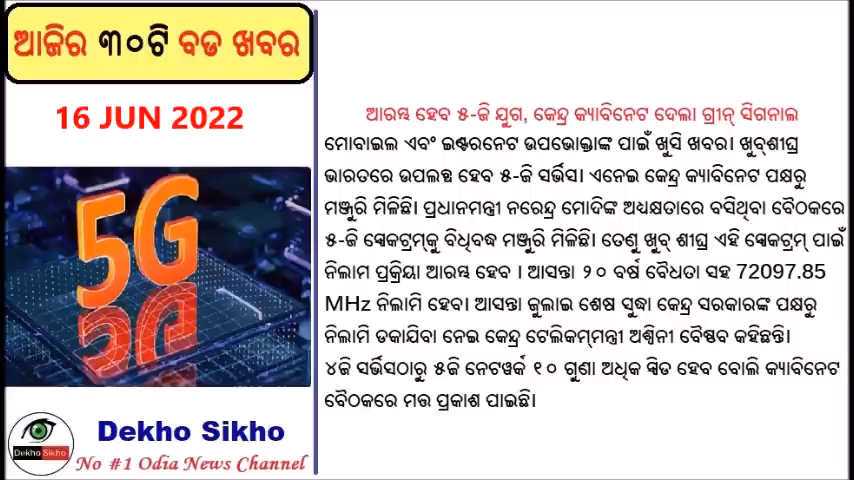 ଆଜିର ୩୦ଟି ବଡ ଖବର
16 JUN 2022
5G
Dekho Sikho
Dekho Sikho
No #1 Odia News Channel
ଆରମ୍ଭ ହେବ ୫-ଜି ଯୁଗ, କେନ୍ଦ୍ର କ୍ୟାବିନେଟ ଦେଲା ଗ୍ରୀନ୍ ସିଗନାଲ
ମୋବାଇଲ ଏବଂ ଇଣ୍ଟରନେଟ ଉପଭୋକ୍ତାଙ୍କ ପାଇଁ ଖୁସି ଖବର। ଖୁବ୍‌ଶୀଘ୍ର
ଭାରତରେ ଉପଲବ୍ଧ ହେବ ୫-ଜି ସର୍ଭିସ। ଏନେଇ କେନ୍ଦ୍ର କ୍ୟାବିନେଟ ପକ୍ଷରୁ
ମଞ୍ଜୁରି ମିଳିଛି। ପ୍ରଧାନମନ୍ତ୍ରୀ ନରେନ୍ଦ୍ର ମୋଦିଙ୍କ ଅଧ୍ୟକ୍ଷତାରେ ବସିଥିବା ବୈଠକରେ
୫-ଜି ସ୍ପେକଟ୍ରମ୍‌କୁ ବିଧିବଦ୍ଧ ମଞ୍ଜୁରି ମିଳିଛି। ତେଣୁ ଖୁବ୍ ଶୀଘ୍ର ଏହି ସ୍ପେକଟ୍ରମ୍ ପାଇଁ
ନିଲାମ ପ୍ରକ୍ରିୟା ଆରମ୍ଭ ହେବ । ଆସନ୍ତା ୨୦ ବର୍ଷ ବୈଧତା ସହ 72097.85
MHz ନିଲାମି ହେବ। ଆସନ୍ତା ଜୁଲାଇ ଶେଷ ସୁଦ୍ଧା କେନ୍ଦ୍ର ସରକାରଙ୍କ ପକ୍ଷରୁ
ନିଲାମି ଡକାଯିବା ନେଇ କେନ୍ଦ୍ର ଟେଲିକମ୍‌ମନ୍ତ୍ରୀ ଅଶ୍ୱିନୀ ବୈଷ୍ଣବ କହିଛନ୍ତି।
୪ଜି ସର୍ଭିସଠାରୁ ୫ଜି ନେଟୱର୍କ ୧୦ ଗୁଣା ଅଧିକ ସ୍ପିଡ ହେବ ବୋଲି କ୍ୟାବିନେଟ
ବୈଠକରେ ମତ ପ୍ରକାଶ ପାଇଛି।